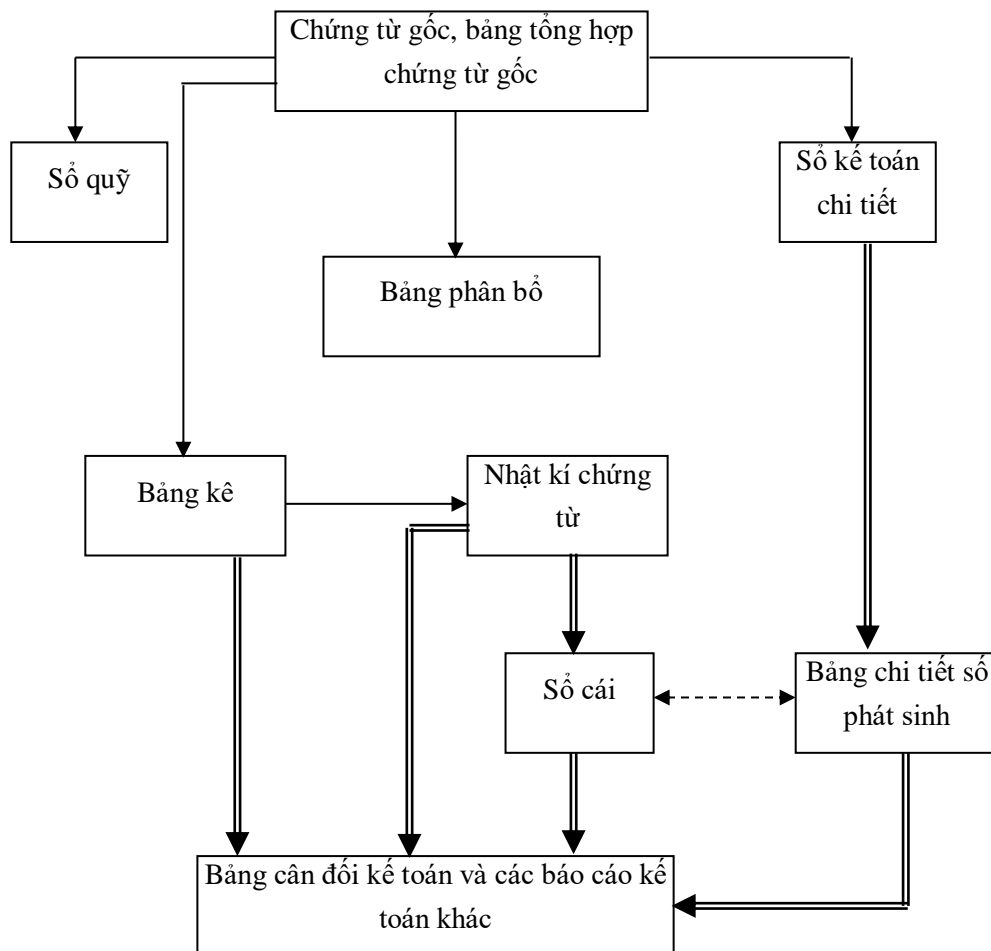 Chứng từ gốc, bảng tổng hợp
chứng từ gốc
Sổ quỹ
Sổ kế toán
chi tiết
Bảng phân bổ
Bảng kê
Nhật kí chứng
từ
Sổ cái
Bảng chi tiết số
phát sinh
Bảng cân đối kế toán và các báo cáo kế
toán khác